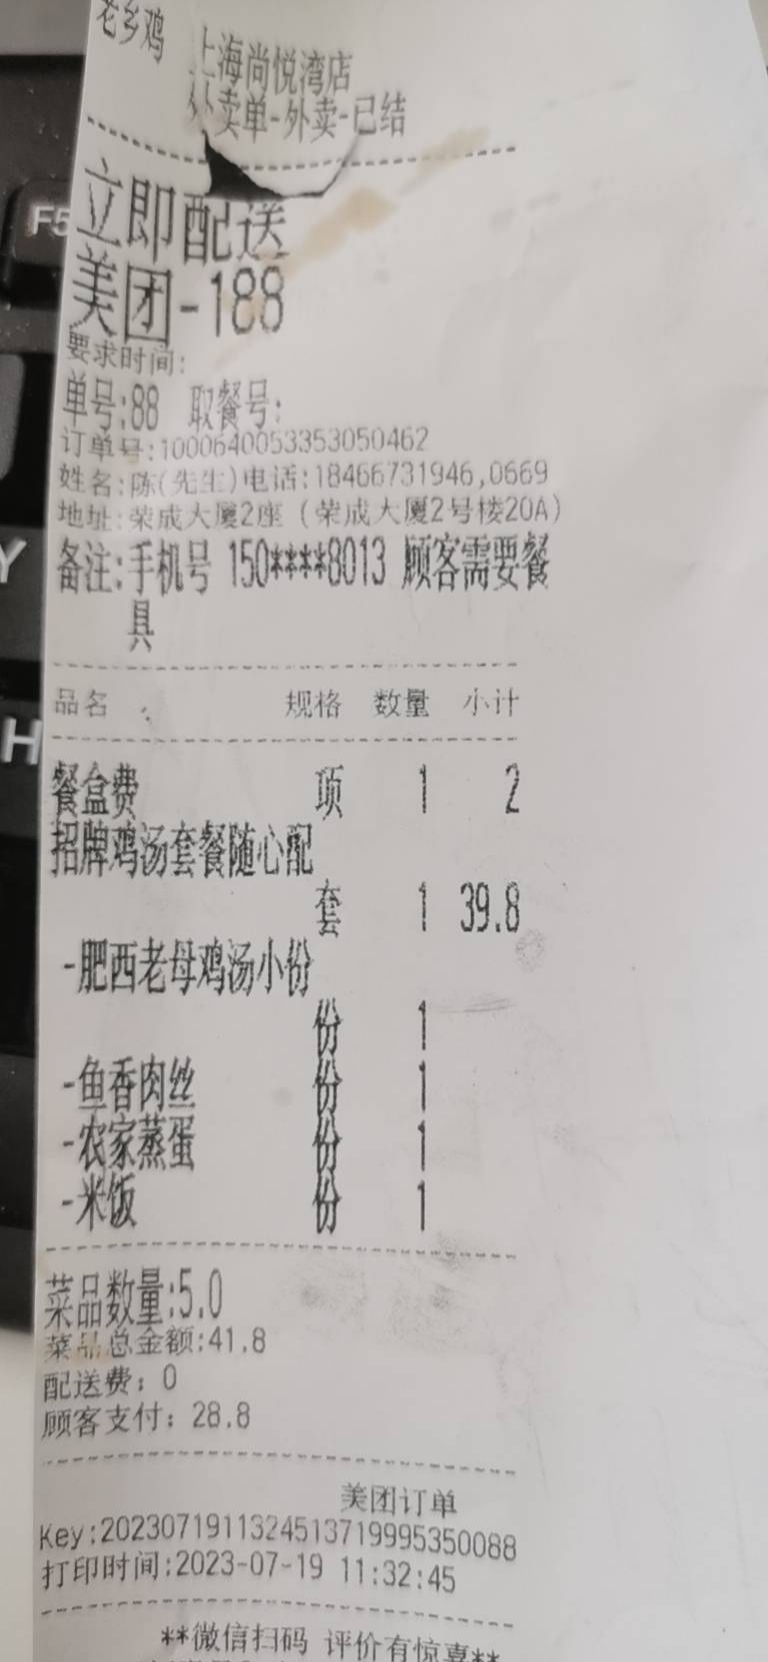 老乡鸡 上海尚悦湾店
外卖单-外卖-已结
立即配送
美团-188
要求时间:
单号:88 取餐号:
订单号:1000640053353050462
姓名:陈(先生)电话:18466731946,0669
地址:荣成大厦2座 (荣成大厦2号楼20A)
备注:手机号 150****8013 顾客需要餐
具
品名 规格 数量 小计
餐盒费 项 1 2
招牌鸡汤套餐随心配
套 1 39.8
-肥西老母鸡汤小份
份 1
-鱼香肉丝 份 1
-农家蒸蛋 份 1
-米饭 份 1
菜品数量:5.0
菜品总金额:41.8
配送费: 0
顾客支付: 28.8
美团订单
Key:2023071911324513719995350088
打印时间:2023-07-19 11:32:45
**微信扫码 评价有惊喜**
F5
Y
H